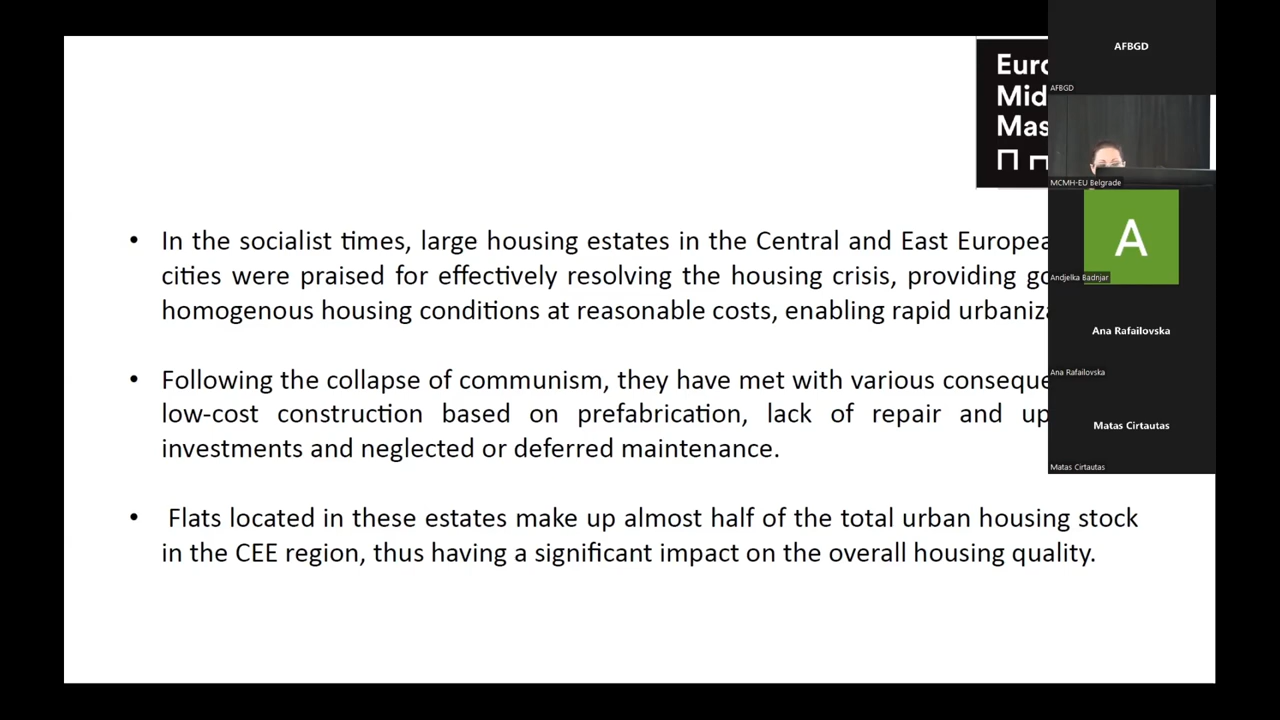 Euro
Mid
Mas
In the socialist times, large housing estates in the Central and East Europea
cities were praised for effectively resolving the housing crisis, providing go
homogenous housing conditions at reasonable costs, enabling rapid urbaniza
Following the collapse of communism, they have met with various conseque
low-cost construction based on prefabrication, lack of repair and up
investments and neglected or deferred maintenance.
Flats located in these estates make up almost half of the total urban housing stock
in the CEE region, thus having a significant impact on the overall housing quality.
AFBGD
AFBGD
MCMH-EU Belgrade
A
Andjelka Badnjar
Ana Rafailovska
Ana Rafailovska
Matas Cirtautas
Matas Cirtautas